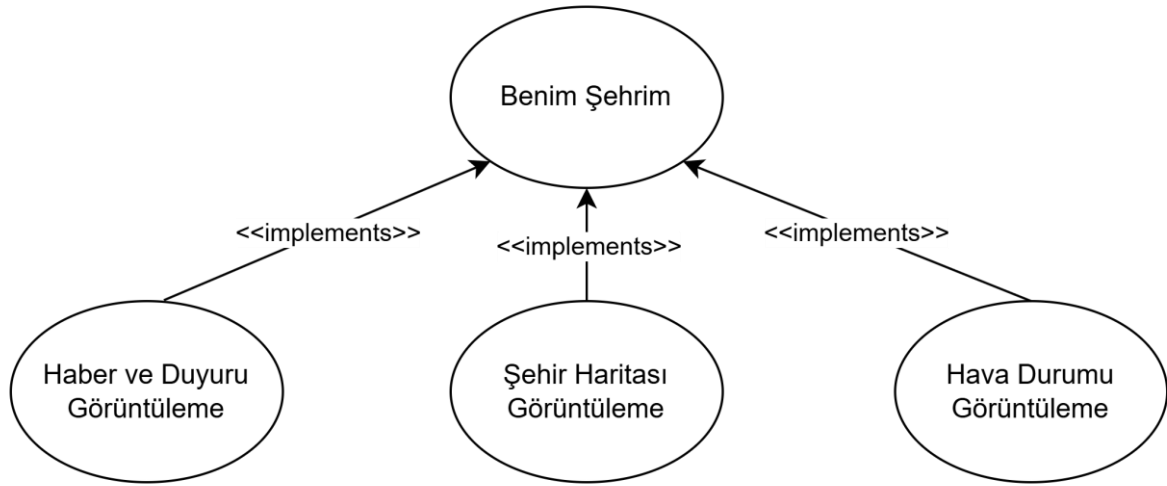 Benim Şehrim
<<implements>>
<<implements>>
<<implements>>
Haber ve Duyuru
Görüntüleme
Şehir Haritası
Görüntüleme
Hava Durumu
Görüntüleme